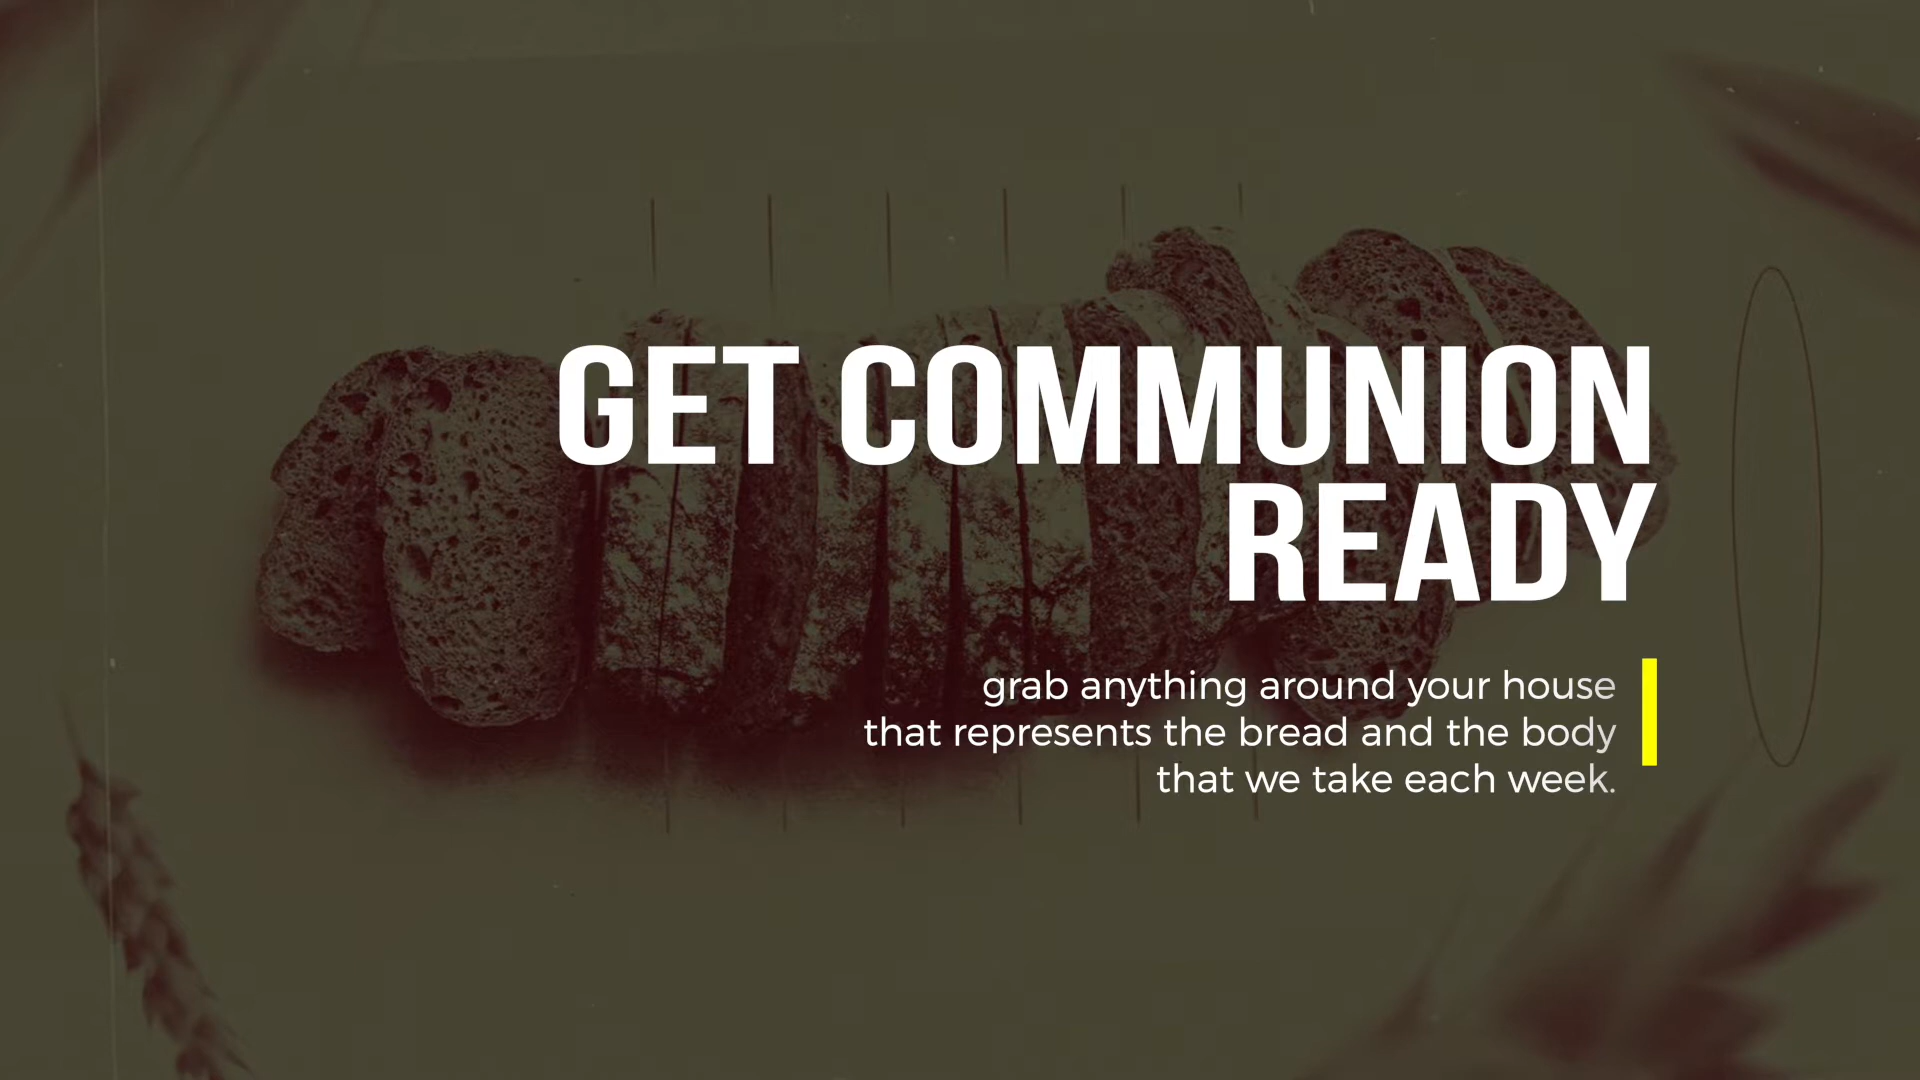 GET COMMUNION
READY
grab anything around your house
that represents the bread and the body
that we take each week.